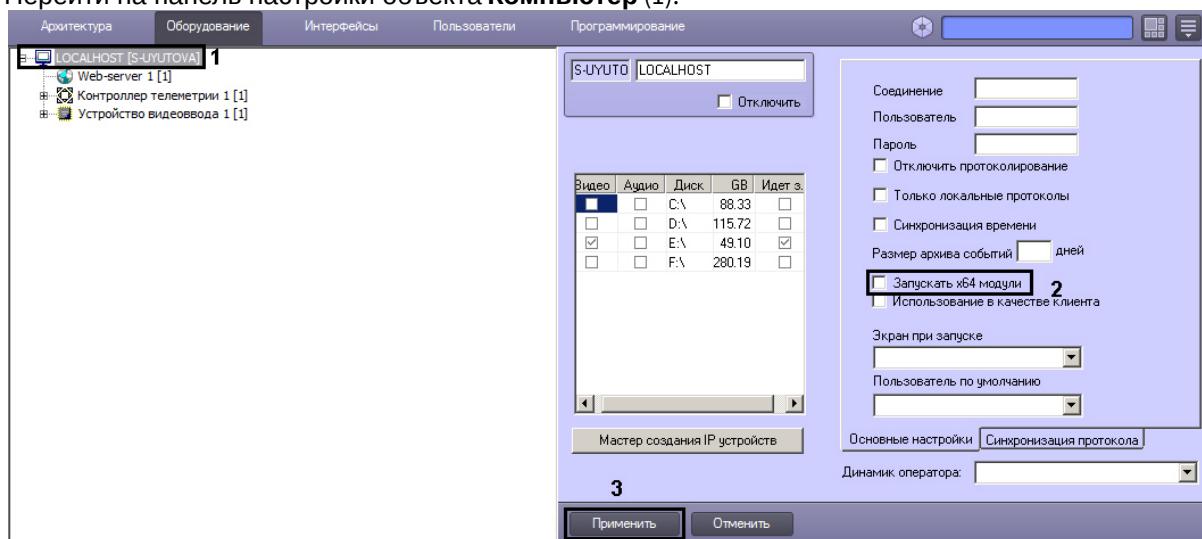 Перейти на панель настройки объекта Компьютер (1).
Архитектура Оборудование Интерфейсы Пользователи Программирование
LOCALHOST [S-UYUTOVA] 1
Web-server 1 [1]
Контроллер телеметрии 1 [1]
Устройство видеоввода 1 [1]
S-UYUTO LOCALHOST
Отключить
Видео Аудио Диск GB Идет з.
C:\ 88.33
D:\ 115.72
E:\ 49.10
F:\ 280.19
Мастер создания IP устройств
Соединение
Пользователь
Пароль
Отключить протоколирование
Только локальные протоколы
Синхронизация времени
Размер архива событий дней
Запускать x64 модули 2
Использование в качестве клиента
Экран при запуске
Пользователь по умолчанию
Основные настройки Синхронизация протокола
Динамик оператора:
3
Применить Отменить